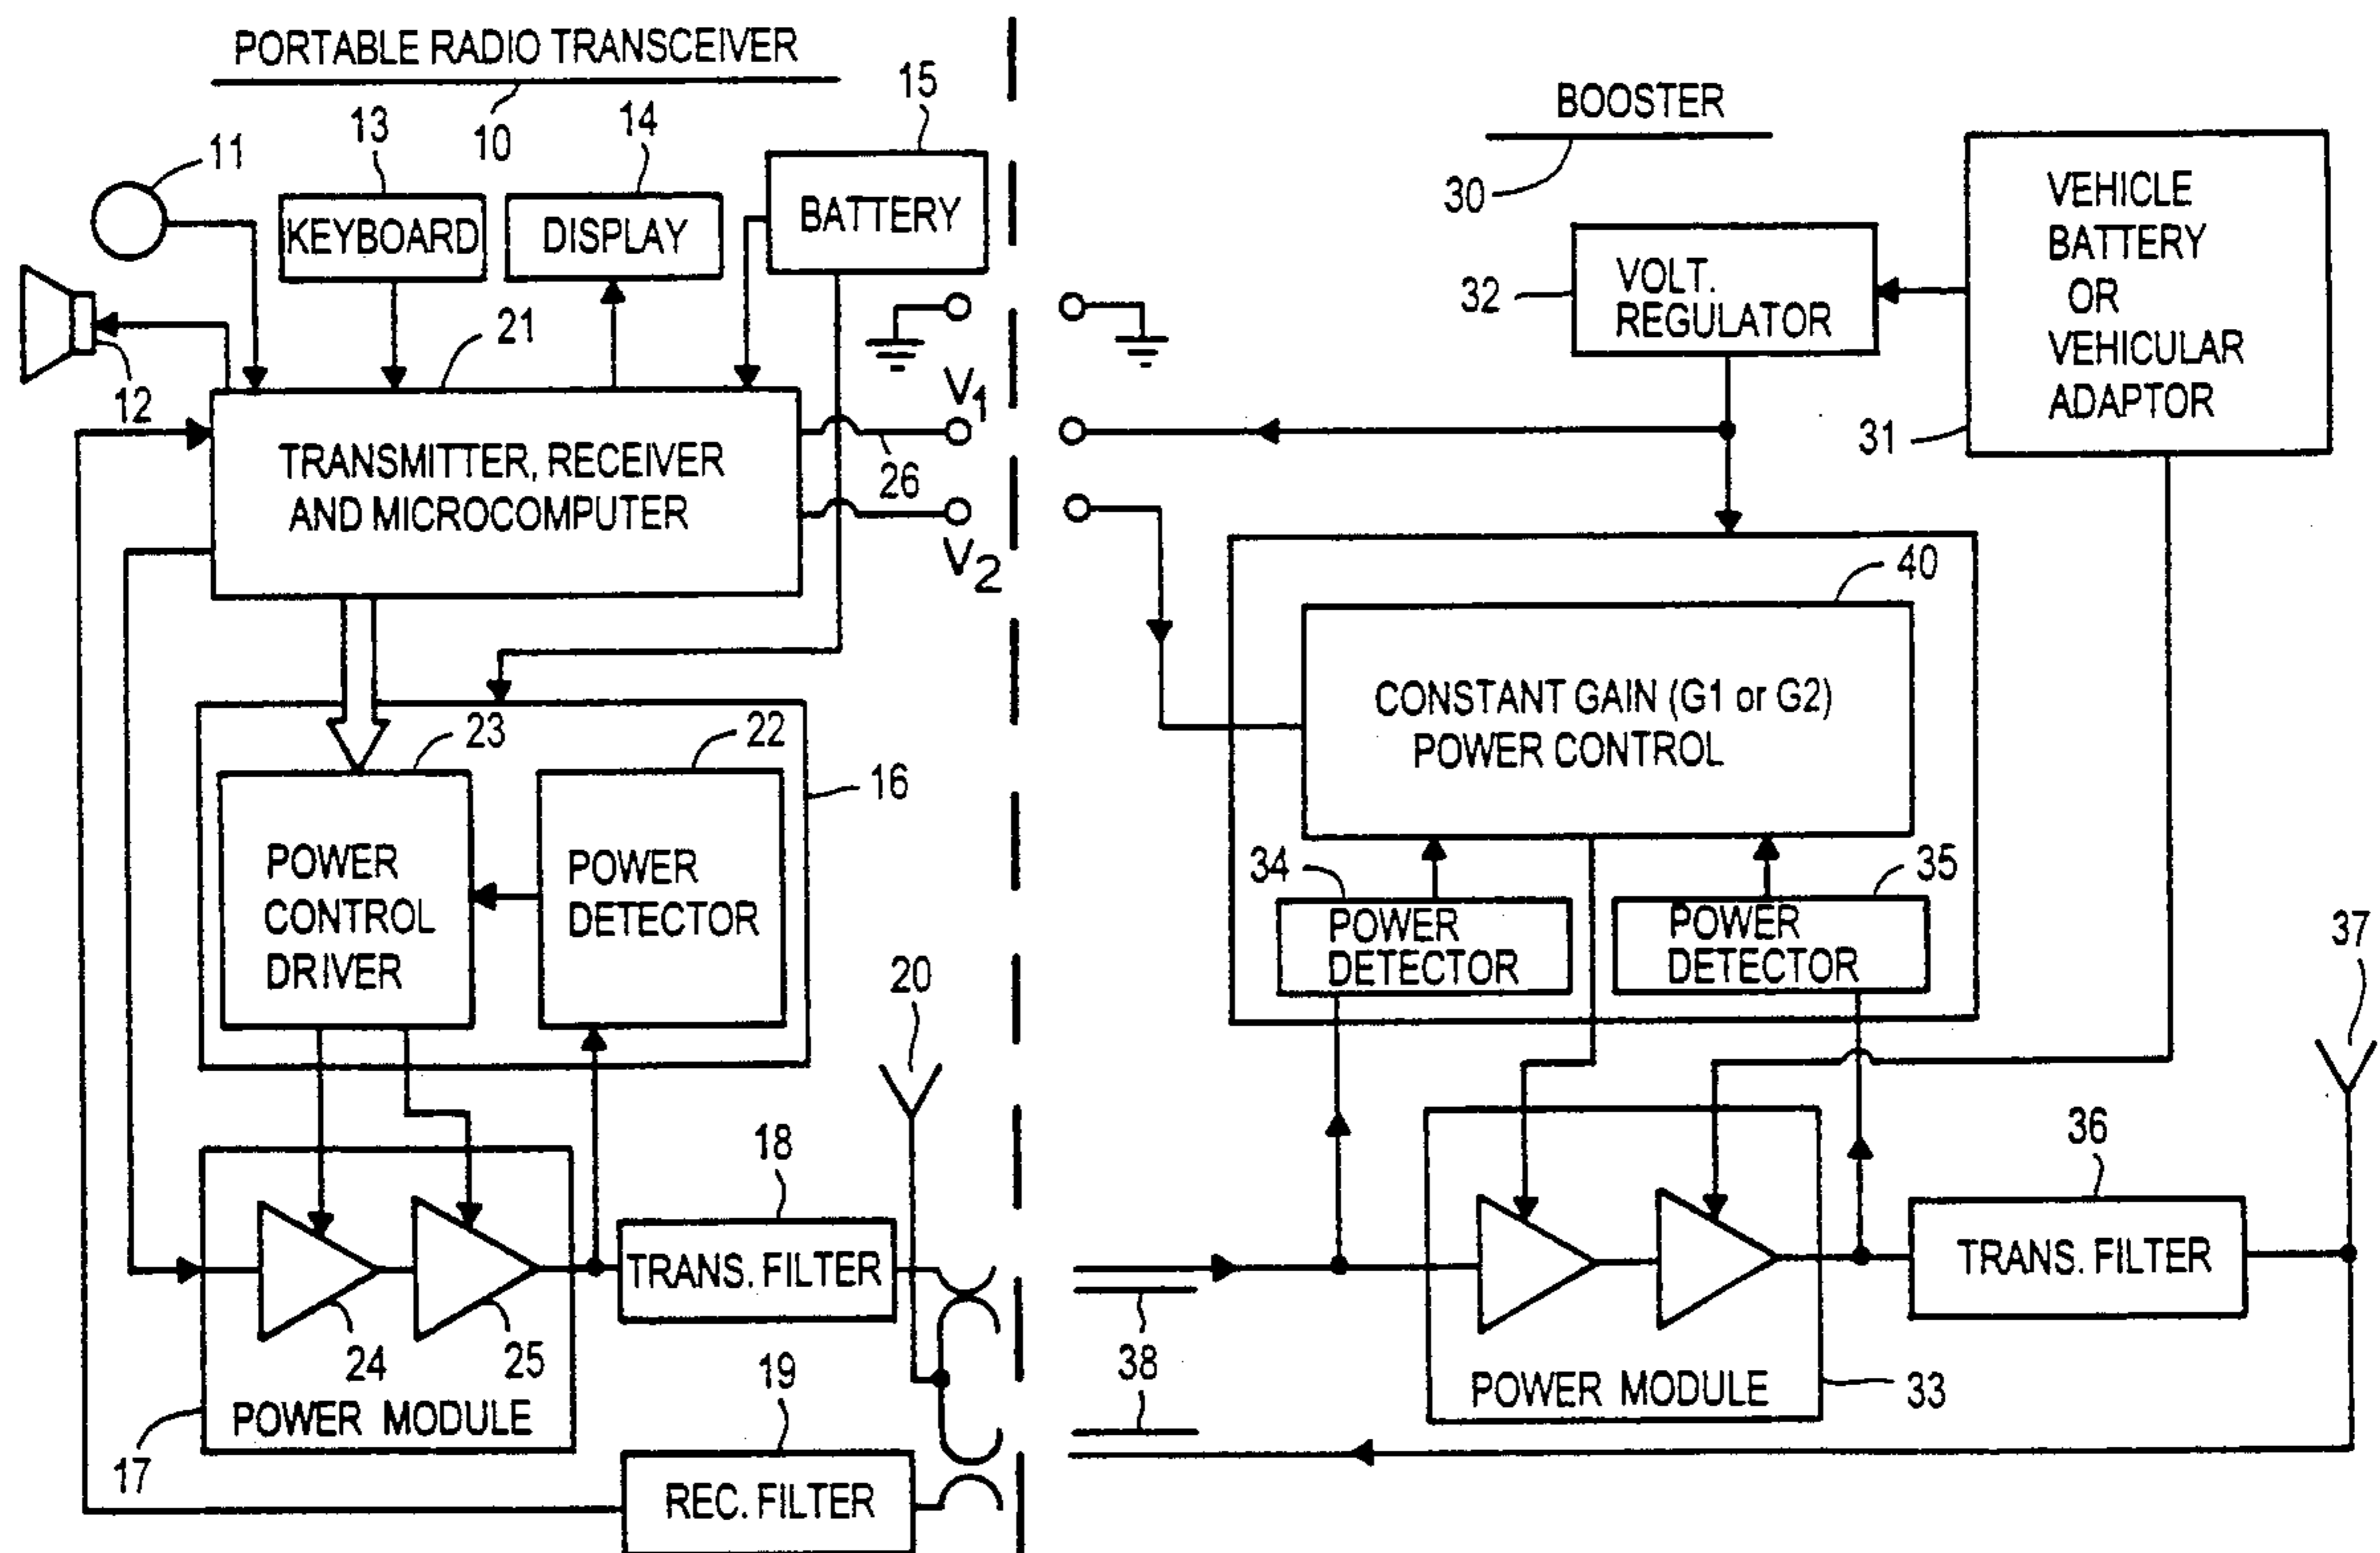 PORTABLE RADIO TRANSCEIVER
10
11
12
13
KEYBOARD
14
DISPLAY
15
BATTERY
21
TRANSMITTER, RECEIVER
AND MICROCOMPUTER
V1
26
V2
23
POWER
CONTROL
DRIVER
22
POWER
DETECTOR
16
24
25
POWER MODULE
17
18
TRANS. FILTER
19
REC. FILTER
20
BOOSTER
30
VEHICLE
BATTERY
OR
VEHICULAR
ADAPTOR
31
32
VOLT.
REGULATOR
40
CONSTANT GAIN (G1 or G2)
POWER CONTROL
34
POWER
DETECTOR
35
POWER
DETECTOR
37
36
TRANS. FILTER
38
POWER MODULE
33